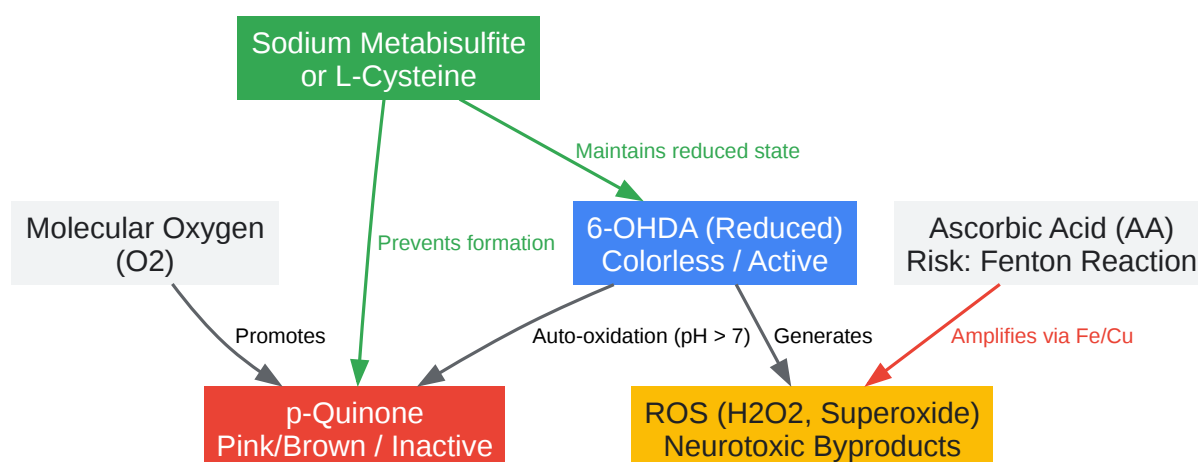 Sodium Metabisulfite
or L-Cysteine
Maintains reduced state
Molecular Oxygen
(O2)
Prevents formation
6-OHDA (Reduced)
Colorless / Active
Ascorbic Acid (AA)
Risk: Fenton Reaction
Promotes
Auto-oxidation (pH > 7)
Generates
Amplifies via Fe/Cu
p-Quinone
Pink/Brown / Inactive
ROS (H2O2, Superoxide)
Neurotoxic Byproducts